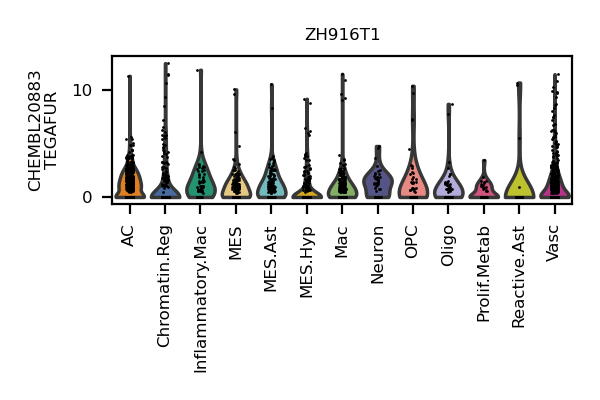 ZH916T1
CHEMBL20883
TEGAFUR
10
0
AC
Chromatin.Reg
Inflammatory.Mac
MES
MES.Ast
MES.Hyp
Mac
Neuron
OPC
Oligo
Prolif.Metab
Reactive.Ast
Vasc